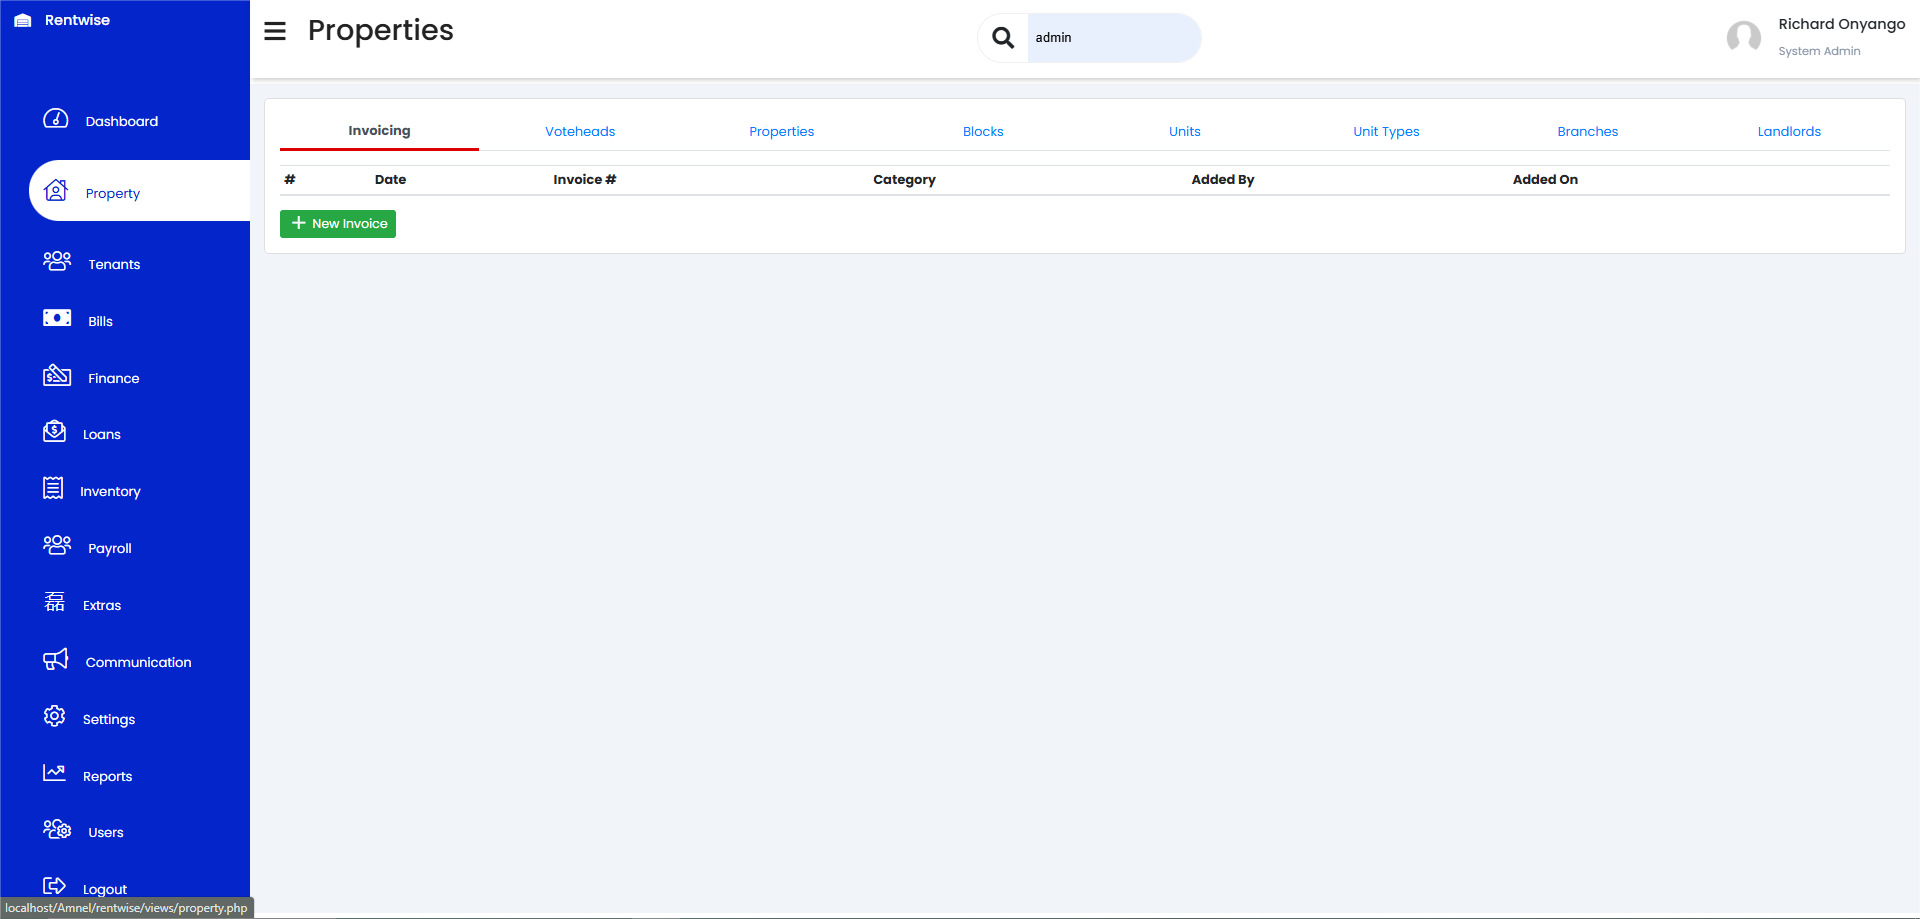 Rentwise
Properties
admin
Richard Onyango
System Admin
Dashboard
Property
Tenants
Bills
Finance
Loans
Inventory
Payroll
Extras
Communication
Settings
Reports
Users
Logout
Invoicing Voteheads Properties Blocks Units Unit Types Branches Landlords
# Date Invoice # Category Added By Added On
New Invoice
localhost/Amnel/rentwise/views/property.php